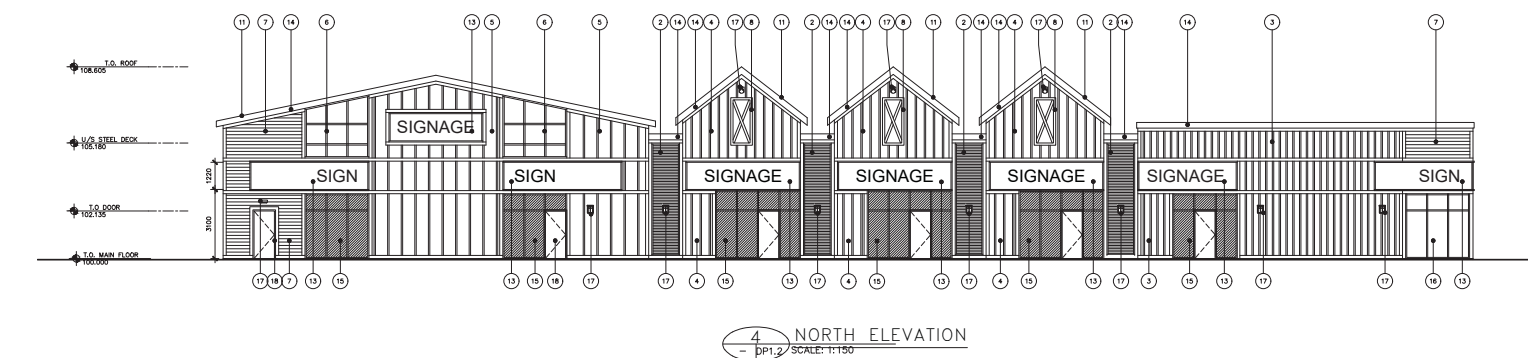 11 7 14 6 13 5 6 5 2 14 14 4 17 8 11 2 14 14 4 17 8 11 2 14 14 4 17 8 11 2 14 14 3 7
T.O. ROOF
108.605
U/S STEEL DECK
105.180
T.O DOOR
102.135
T.O. MAIN FLOOR
100.000
1220
3100
SIGNAGE
SIGN SIGN SIGNAGE SIGNAGE SIGNAGE SIGNAGE SIGN
17 18 7 13 15 13 15 18 17 17 4 15 13 17 4 15 13 17 4 15 13 17 3 15 13 17 17 16 13
4 NORTH ELEVATION
- DP1.2 SCALE: 1:150